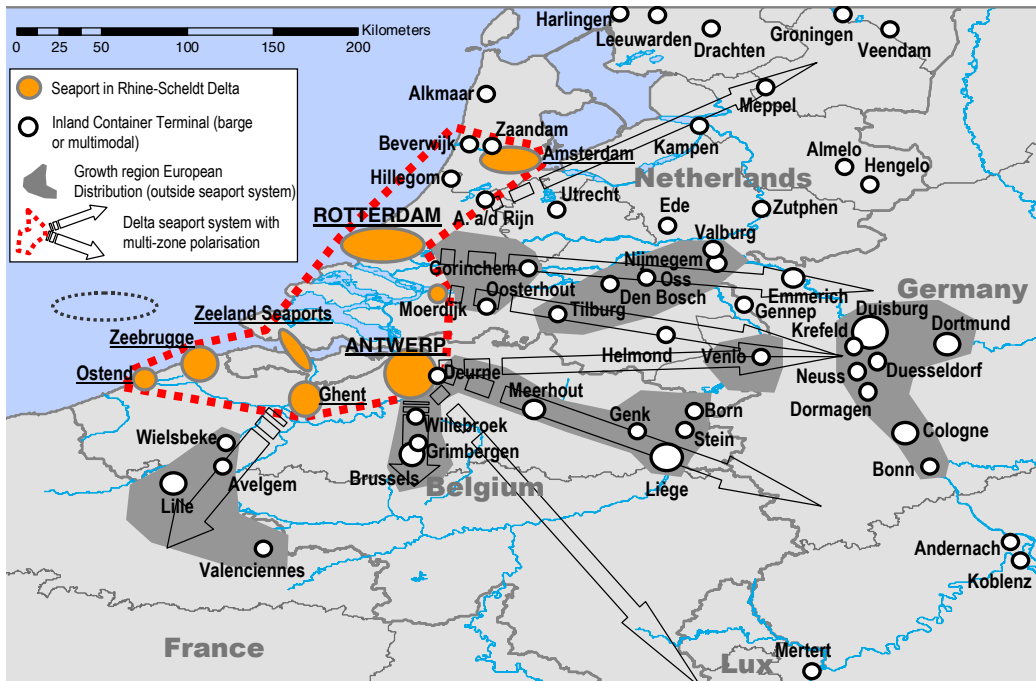 Kilometers
0 25 50 100 150 200
Seaport in Rhine-Scheldt Delta
Inland Container Terminal (barge
or multimodal)
Growth region European
Distribution (outside seaport system)
Delta seaport system with
multi-zone polarisation
Harlingen
Leeuwarden
Drachten
Groningen
Veendam
Alkmaar
Meppel
Beverwijk
Zaandam
Kampen
Amsterdam
Almelo
Hengelo
Hillegom
Netherlands
Utrecht
A. a/d Rijn
Ede
Zutphen
ROTTERDAM
Valburg
Gorinchem
Nijmegem
Oss
Oosterhout
Den Bosch
Emmerich
Moerdijk
Tilburg
Gennep
Germany
Duisburg
Zeeland Seaports
Krefeld
Dortmund
Zeebrugge
ANTWERP
Helmond
Venlo
Ostend
Deurne
Neuss
Duesseldorf
Ghent
Meerhout
Dormagen
Willebroek
Genk
Born
Wielsbeke
Grimbergen
Stein
Cologne
Brussels
Belgium
Liége
Bonn
Avelgem
Lille
Valenciennes
Andernach
Koblenz
France
Lux
Mertert